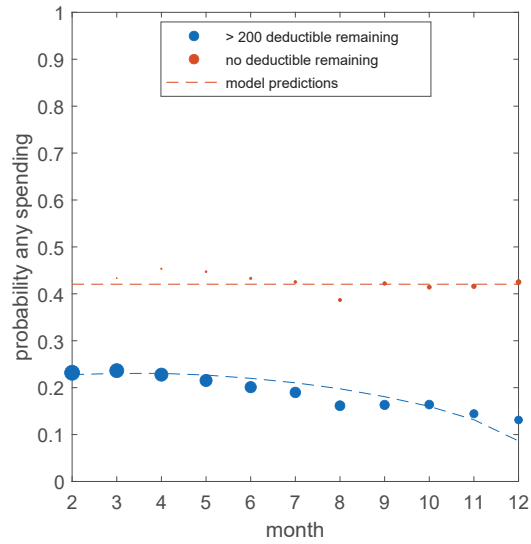 > 200 deductible remaining
no deductible remaining
model predictions
probability any spending
1
0.9
0.8
0.7
0.6
0.5
0.4
0.3
0.2
0.1
0
2 3 4 5 6 7 8 9 10 11 12
month